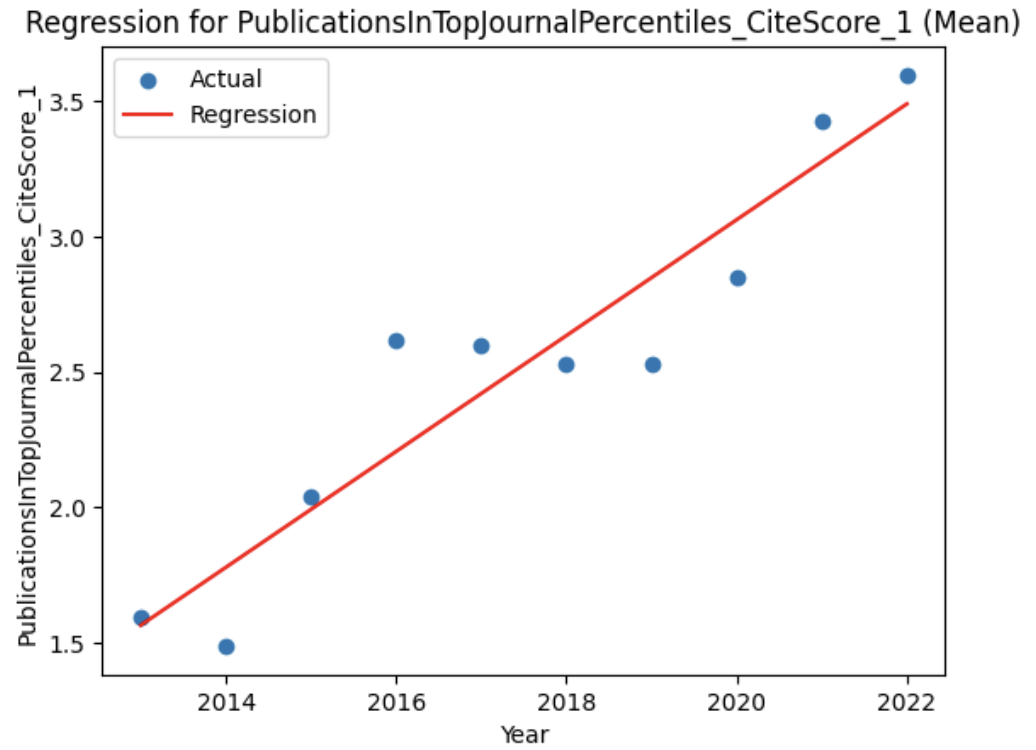 Regression for PublicationsInTopJournalPercentiles_CiteScore_1 (Mean)
Actual
Regression
PublicationsInTopJournalPercentiles_CiteScore_1
3.5
3.0
2.5
2.0
1.5
2014 2016 2018 2020 2022
Year